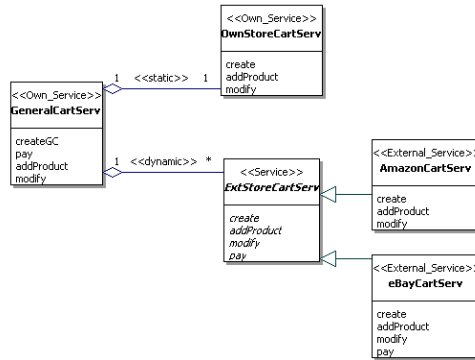 <<Own_Service>>
OwnStoreCartServ
create
addProduct
modify
1 <<static>> 1
<<Own_Service>>
GeneralCartServ
createGC
pay
addProduct
modify
1 <<dynamic>> *
<<Service>>
ExtStoreCartServ
create
addProduct
modify
pay
<<External_Service>>
AmazonCartServ
create
addProduct
modify
<<External_Service>>
eBayCartServ
create
addProduct
modify
pay